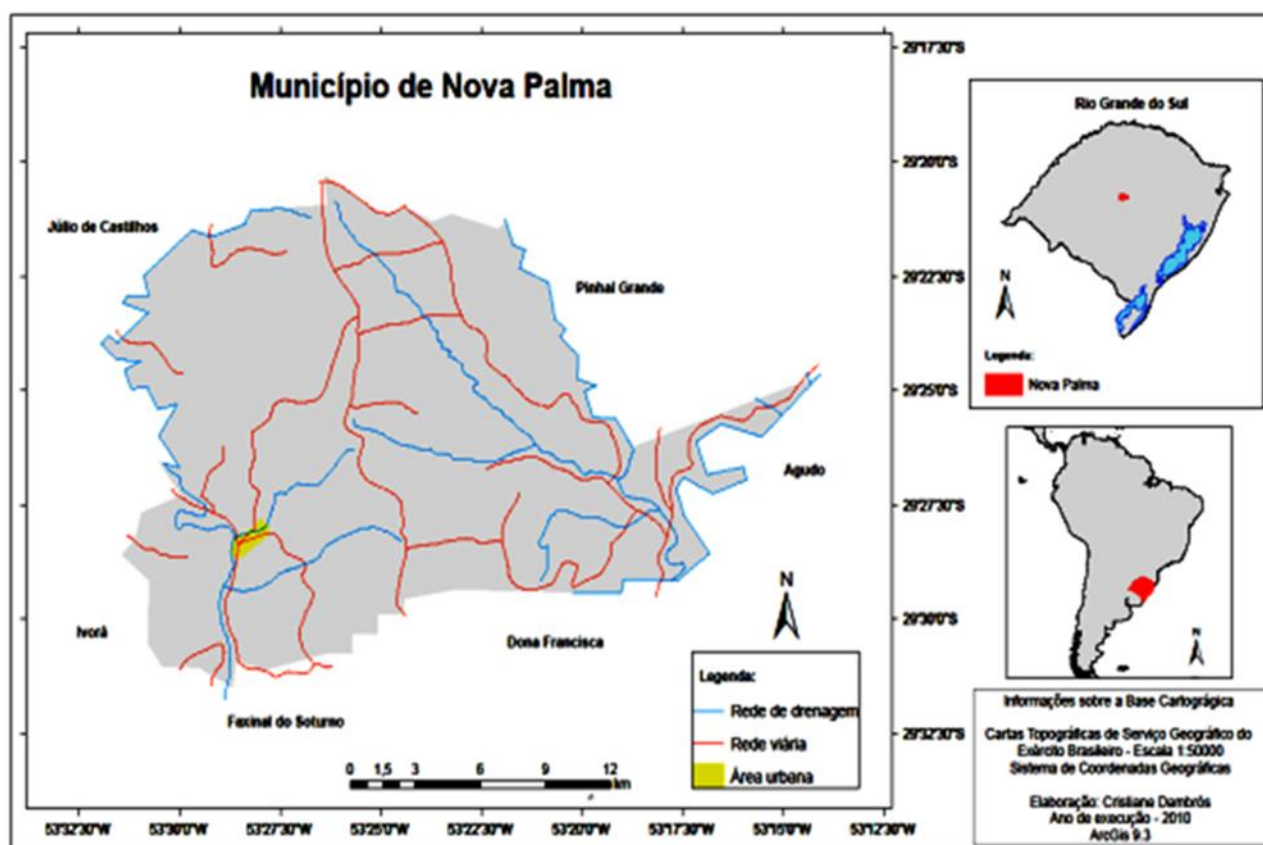 Município de Nova Palma
Júlio de Castilhos
Pinhal Grande
Agudo
Ivorá
Dona Francisca
Faxinal do Soturno
N
Legenda:
Rede de drenagem
Rede viária
Área urbana
0 1,5 3 6 9 12
km
53°32'30"W 53°30'0"W 53°27'30"W 53°25'0"W 53°22'30"W 53°20'0"W 53°17'30"W 53°15'0"W 53°12'30"W
29°17'30"S
29°20'0"S
29°22'30"S
29°25'0"S
29°27'30"S
29°30'0"S
29°32'30"S
Rio Grande do Sul
N
Legenda:
Nova Palma
N
Informações sobre a Base Cartográgica
Cartas Topográficas de Serviço Geográfico do
Exército Brasileiro - Escala 1:50000
Sistema de Coordenadas Geográficas
Elaboração: Cristiane Dambrós
Ano de execução - 2010
ArcGis 9.3